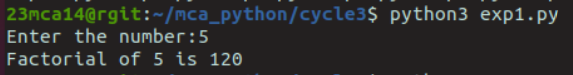 23mca14@rgit:~/mca_python/cycle3$ python3 exp1.py
Enter the number:5
Factorial of 5 is 120